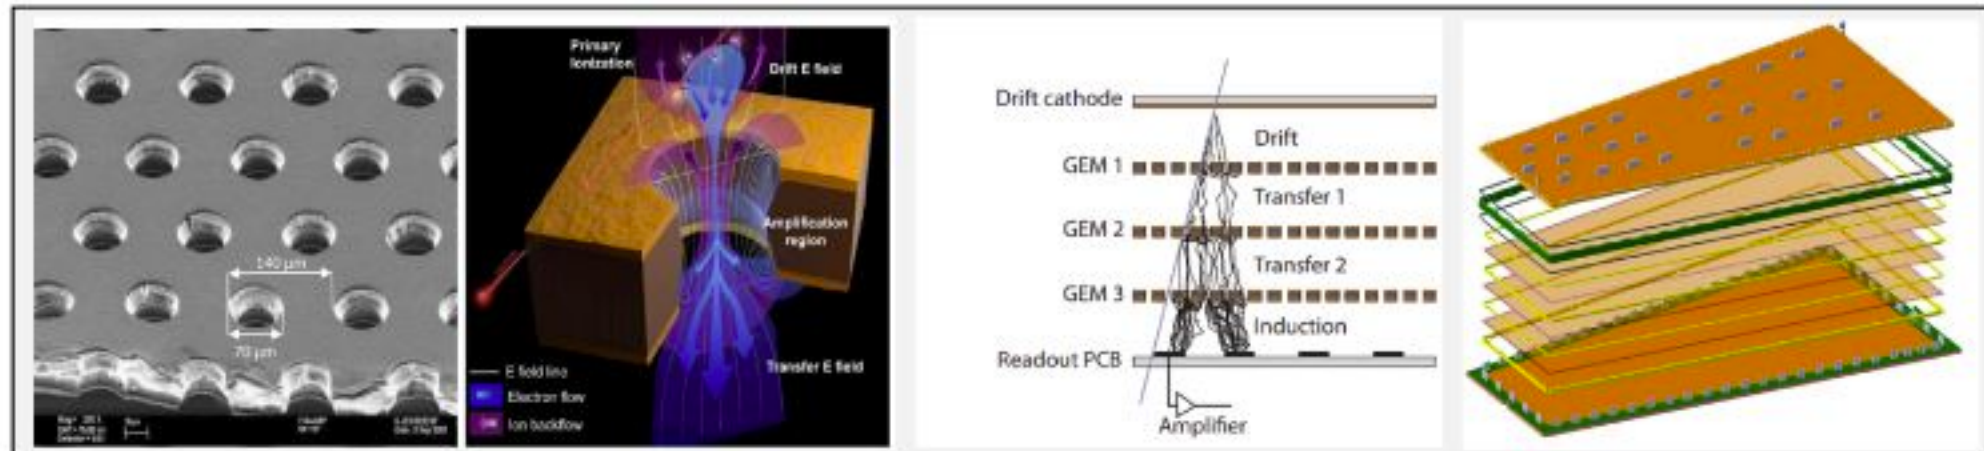 140 µm
70 µm
Primary
Ionization
Drift E field
Amplification
region
Transfer E field
E field line
Electron flow
Ion backflow
Drift cathode
Drift
GEM 1
Transfer 1
GEM 2
Transfer 2
GEM 3
Induction
Readout PCB
Amplifier